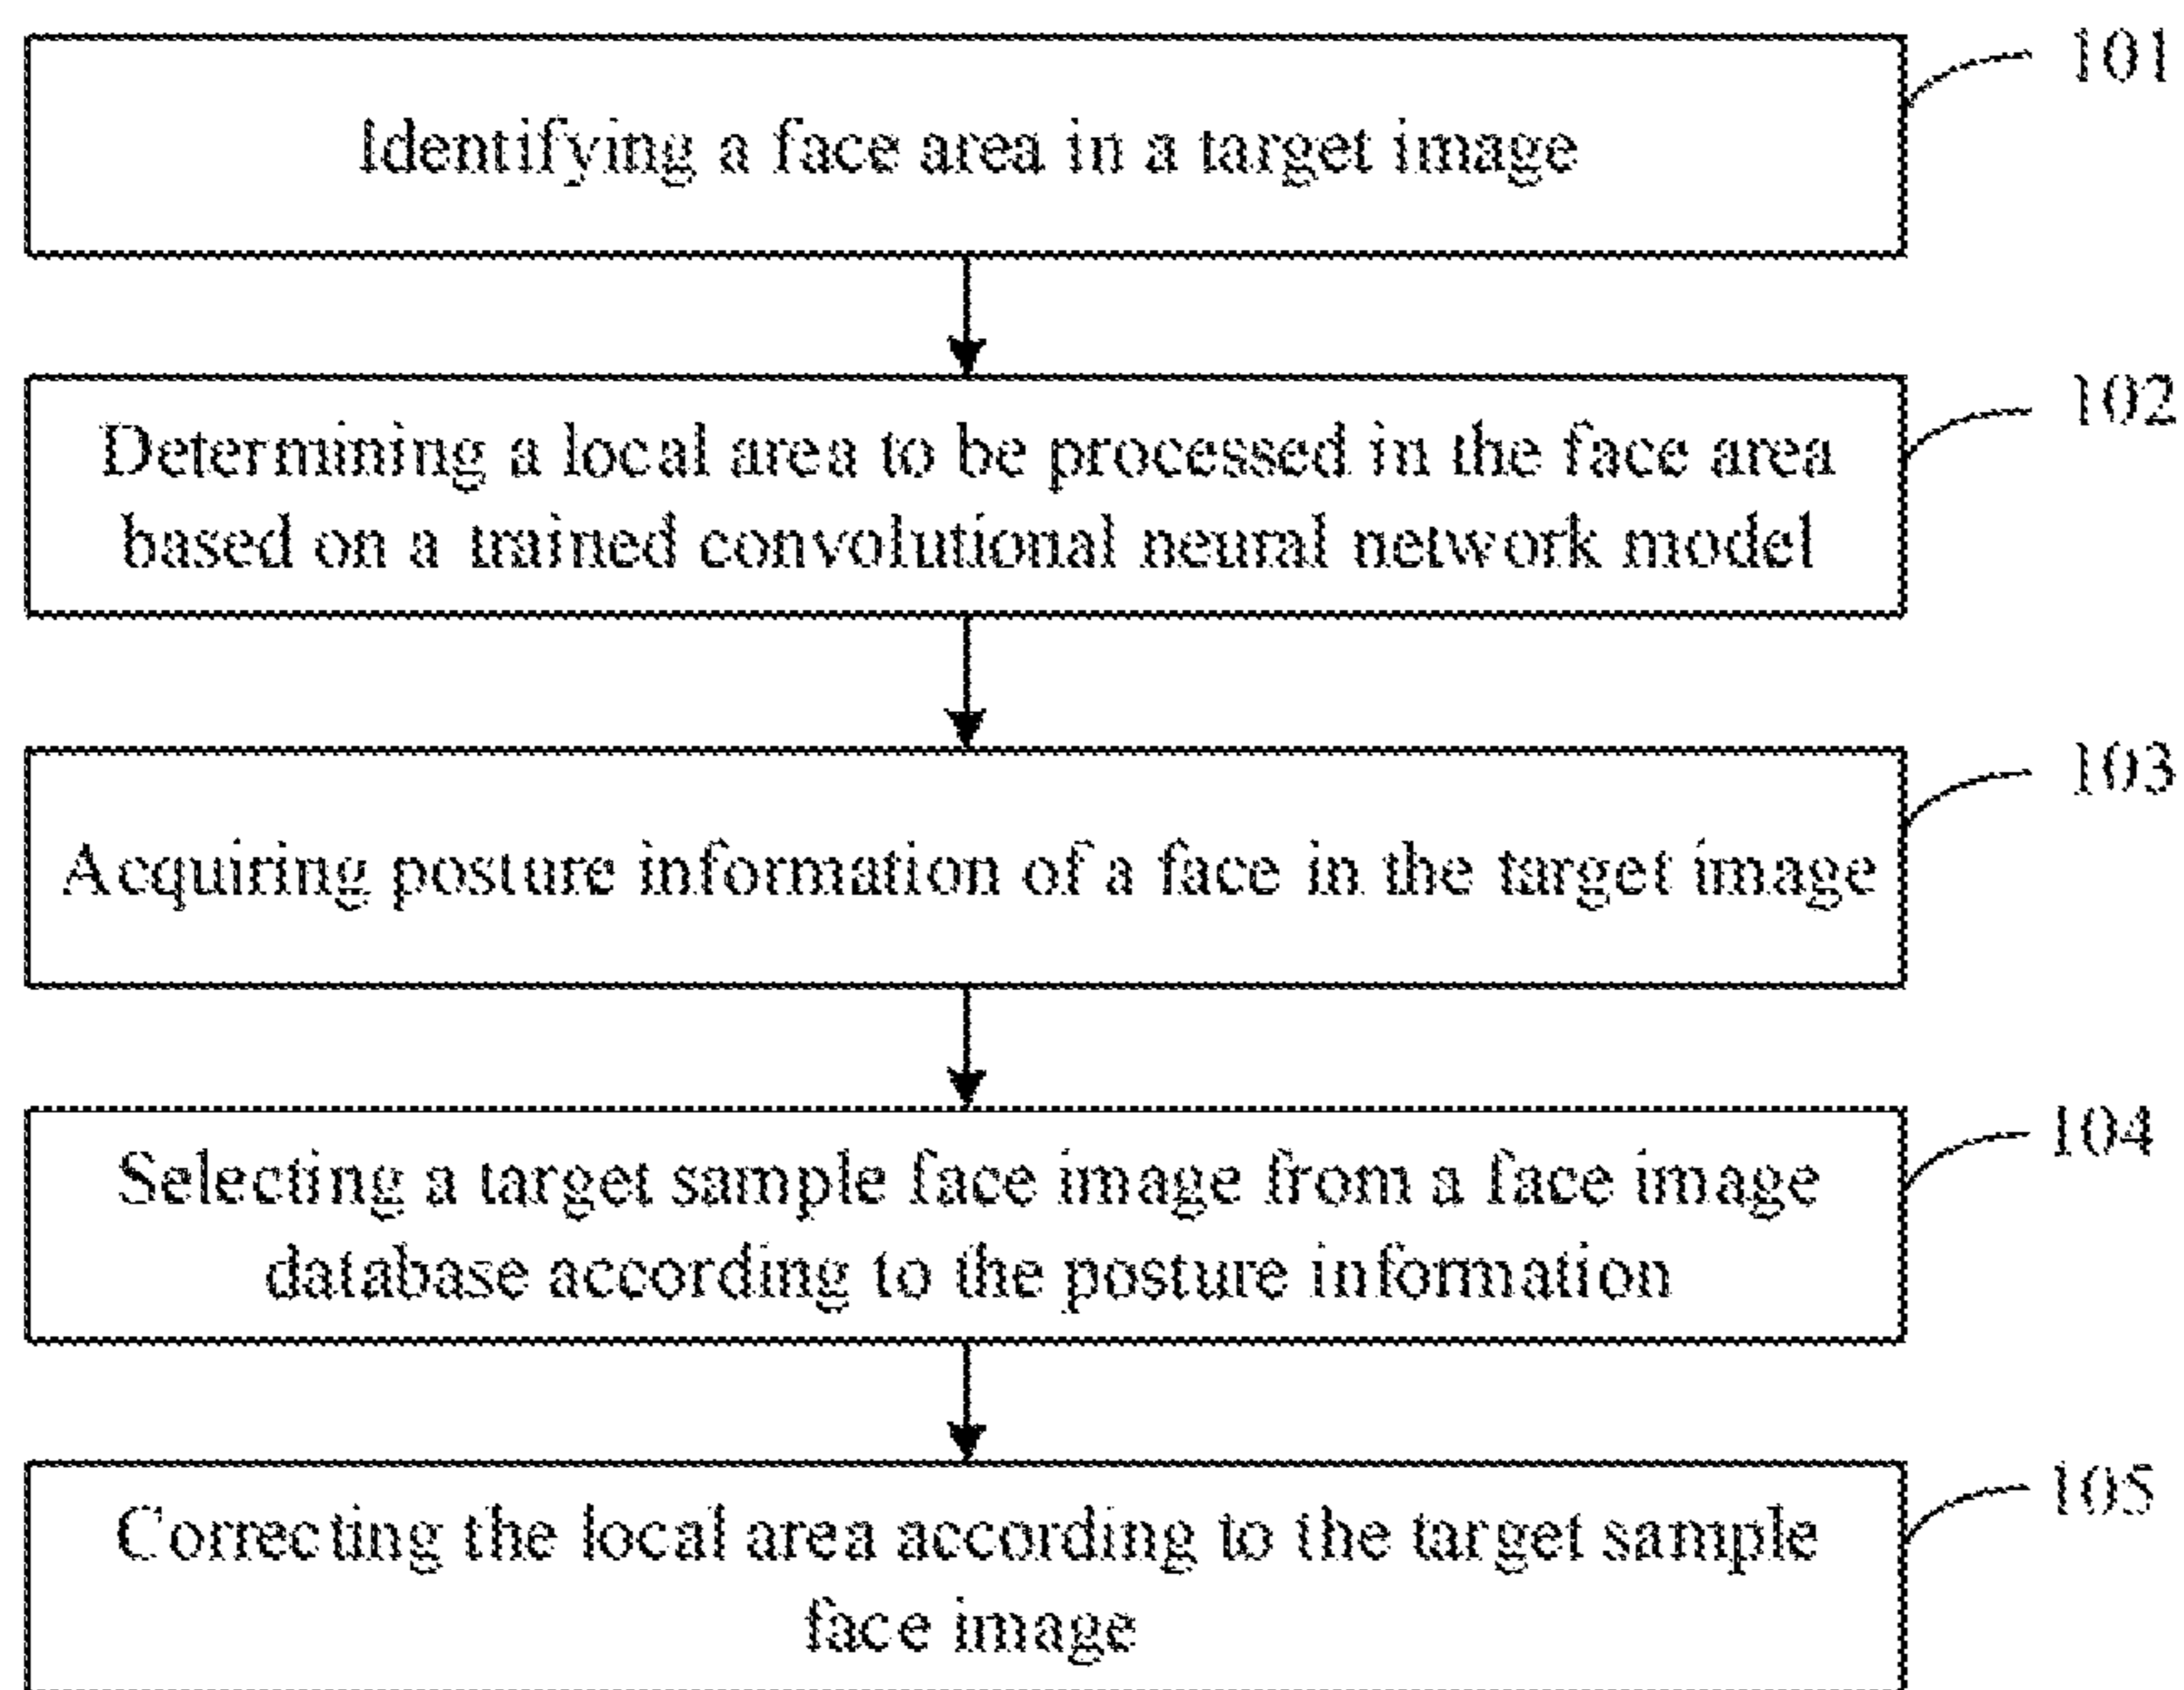 101
Identifying a face area in a target image
102
Determining a local area to be processed in the face area
based on a trained convolutional neural network model
103
Acquiring posture information of a face in the target image
104
Selecting a target sample face image from a face image
database according to the posture information
105
Correcting the local area according to the target sample
face image